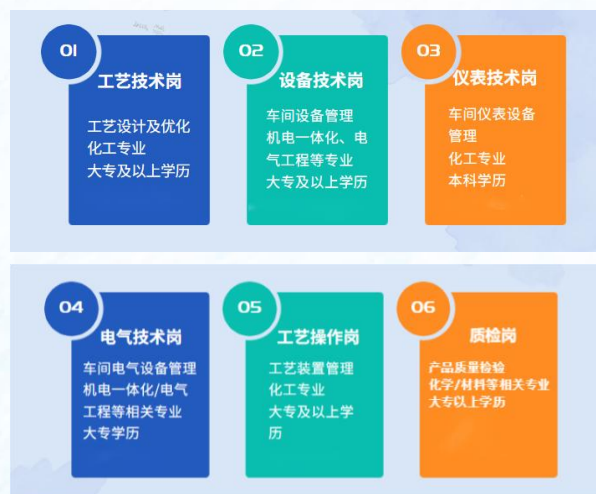 01
工艺技术岗
工艺设计及优化
化工专业
大专及以上学历
02
设备技术岗
车间设备管理
机电一体化、电
气工程等专业
大专及以上学历
03
仪表技术岗
车间仪表设备
管理
化工专业
本科学历
04
电气技术岗
车间电气设备管理
机电一体化/电气
工程等相关专业
大专学历
05
工艺操作岗
工艺装置管理
化工专业
大专及以上学
历
06
质检岗
产品质量检验
化学/材料等相关专业
大专以上学历